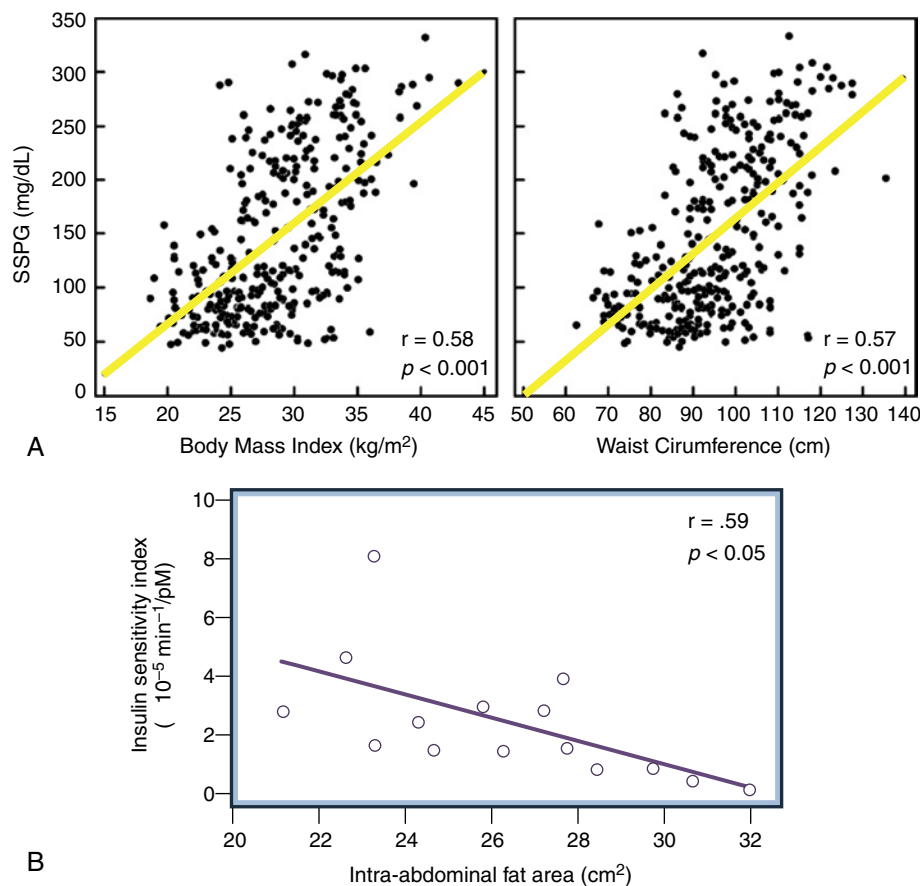 350
300
250
200
150
100
50
0
SSPG (mg/dL)
r = 0.58
p < 0.001
15 20 25 30 35 40 45
Body Mass Index (kg/m²)
r = 0.57
p < 0.001
50 60 70 80 90 100 110 120 130 140
Waist Cirumference (cm)
A
10
8
6
4
2
0
Insulin sensitivity index
( 10⁻⁵ min⁻¹/pM)
r = .59
p < 0.05
20 22 24 26 28 30 32
Intra-abdominal fat area (cm²)
B